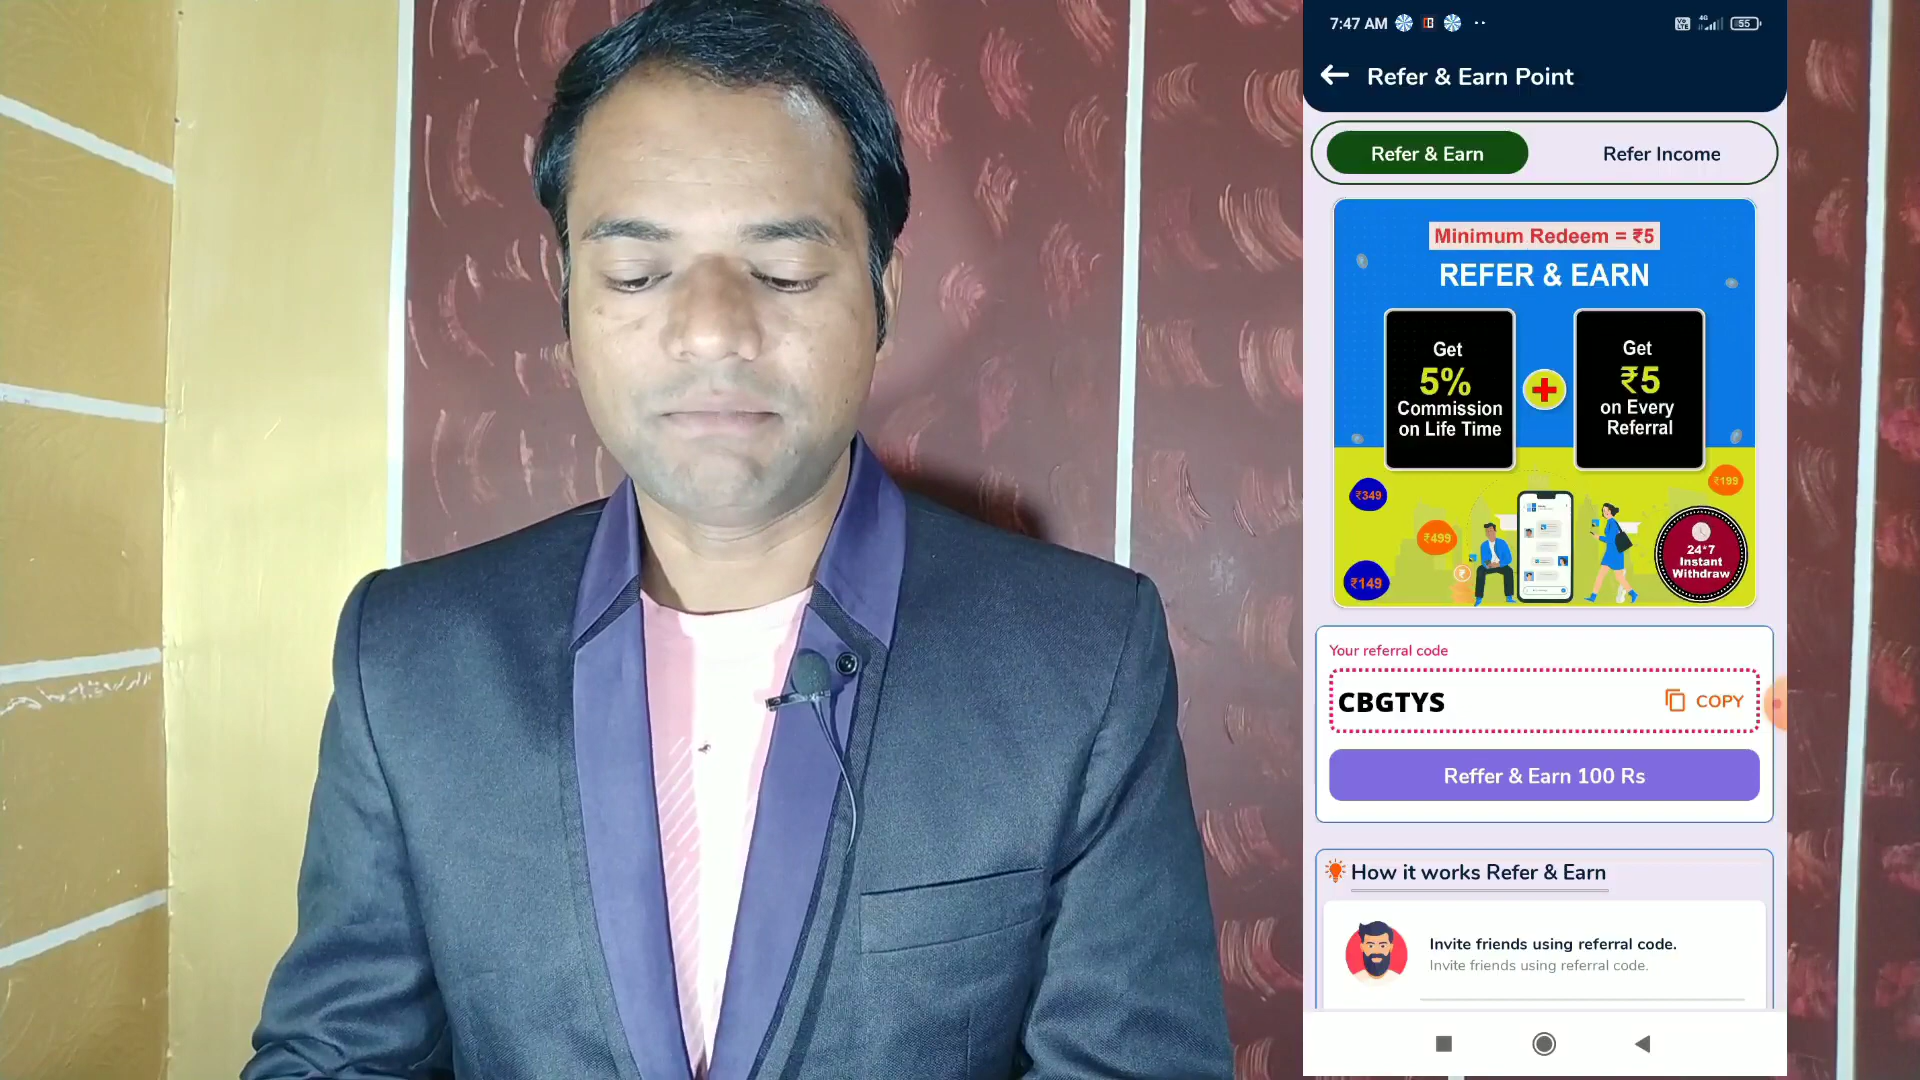 7:47 AM
4G
55
Refer & Earn Point
Refer & Earn
Refer Income
Minimum Redeem = ₹5
REFER & EARN
Get
5%
Commission
on Life Time
Get
₹5
on Every
Referral
₹349
₹199
₹499
₹149
24*7
Instant
Withdraw
Your referral code
CBGTYS
COPY
Reffer & Earn 100 Rs
How it works Refer & Earn
Invite friends using referral code.
Invite friends using referral code.